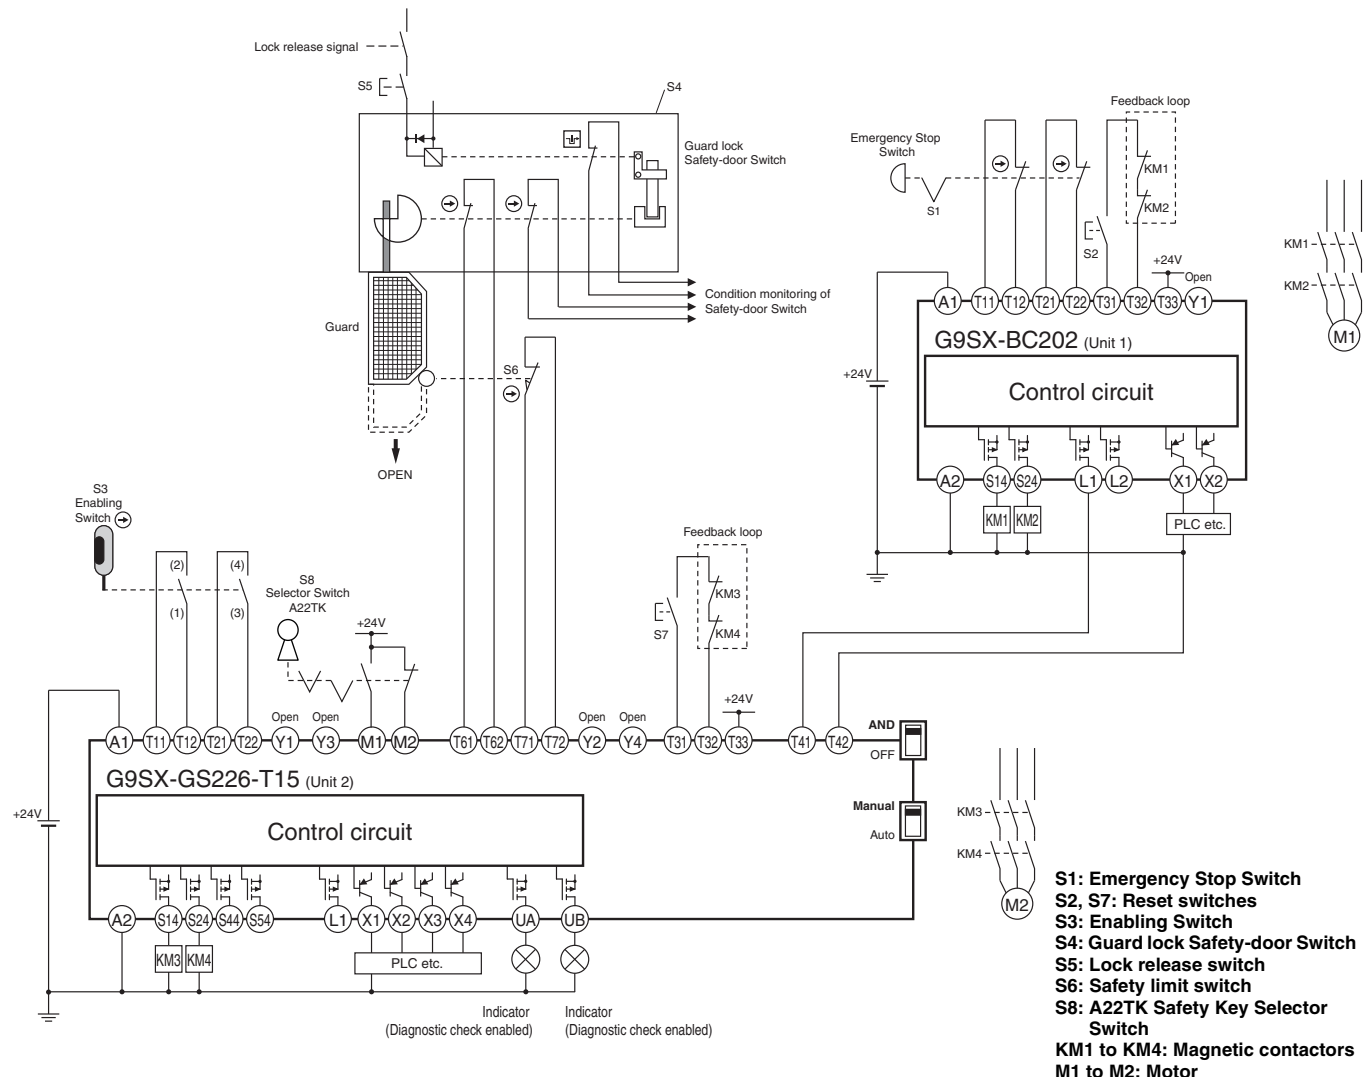 Lock release signal
S5
S4
Guard lock
Safety-door Switch
Condition monitoring of
Safety-door Switch
Guard
OPEN
S6
Emergency Stop
Switch
S1
S2
Feedback loop
KM1
KM2
+24V
Open
A1 T11 T12 T21 T22 T31 T32 T33 Y1
G9SX-BC202 (Unit 1)
Control circuit
+24V
A2 S14 S24 L1 L2 X1 X2
KM1 KM2
PLC etc.
KM1
KM2
M1
S3
Enabling
Switch
(2)
(1)
(4)
(3)
S8
Selector Switch
A22TK
+24V
Feedback loop
KM3
KM4
S7
+24V
Open Open
Open Open
A1 T11 T12 T21 T22 Y1 Y3 M1 M2 T61 T62 T71 T72 Y2 Y4 T31 T32 T33 T41 T42
AND
OFF
G9SX-GS226-T15 (Unit 2)
Control circuit
Manual
Auto
+24V
A2 S14 S24 S44 S54 L1 X1 X2 X3 X4 UA UB
KM3 KM4
PLC etc.
Indicator
(Diagnostic check enabled)
Indicator
(Diagnostic check enabled)
KM3
KM4
M2
S1: Emergency Stop Switch
S2, S7: Reset switches
S3: Enabling Switch
S4: Guard lock Safety-door Switch
S5: Lock release switch
S6: Safety limit switch
S8: A22TK Safety Key Selector
Switch
KM1 to KM4: Magnetic contactors
M1 to M2: Motor